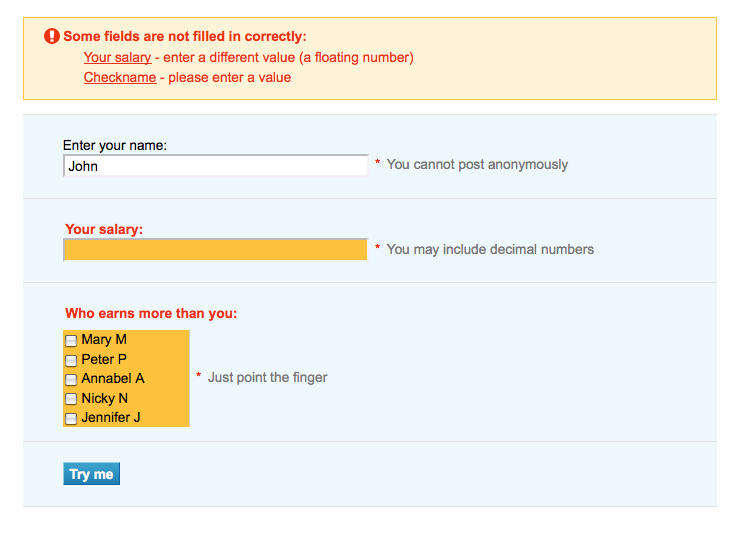 Some fields are not filled in correctly:
Your salary - enter a different value (a floating number)
Checkname - please enter a value
Enter your name:
John * You cannot post anonymously
Your salary:
* You may include decimal numbers
Who earns more than you:
Mary M
Peter P
Annabel A * Just point the finger
Nicky N
Jennifer J
Try me